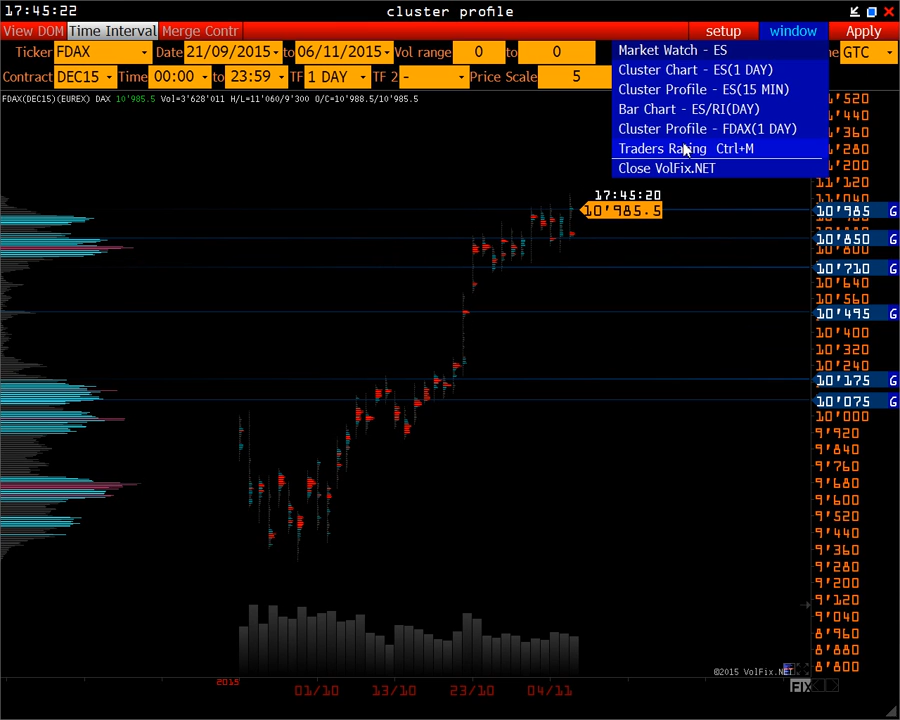 17:45:22 cluster profile
View DOM Time Interval Merge Contr setup window Apply
Ticker FDAX Date 21/09/2015 to 06/11/2015 Vol range 0 to 0 GTC
Contract DEC15 Time 00:00 to 23:59 TF 1 DAY TF 2 - Price Scale 5
Market Watch - ES
Cluster Chart - ES(1 DAY)
Cluster Profile - ES(15 MIN)
Bar Chart - ES/RI(DAY)
Cluster Profile - FDAX(1 DAY)
Traders Rating Ctrl+M
Close VolFix.NET
FDAX(DEC15)(EUREX) DAX 10'985.5 Vol=3'628'011 H/L=11'060/9'300 O/C=10'988.5/10'985.5
11'520
11'440
11'360
11'280
11'200
11'120
11'040
17:45:20
10'985.5
10'985 G
10'850 G
10'800
10'710 G
10'640
10'560
10'495 G
10'400
10'320
10'240
10'175 G
10'075 G
10'000
9'920
9'840
9'760
9'680
9'600
9'520
9'440
9'360
9'280
9'200
9'120
9'040
8'960
8'880
8'800
©2015 VolFix.NET
FIX
2015
01/10 13/10 23/10 04/11